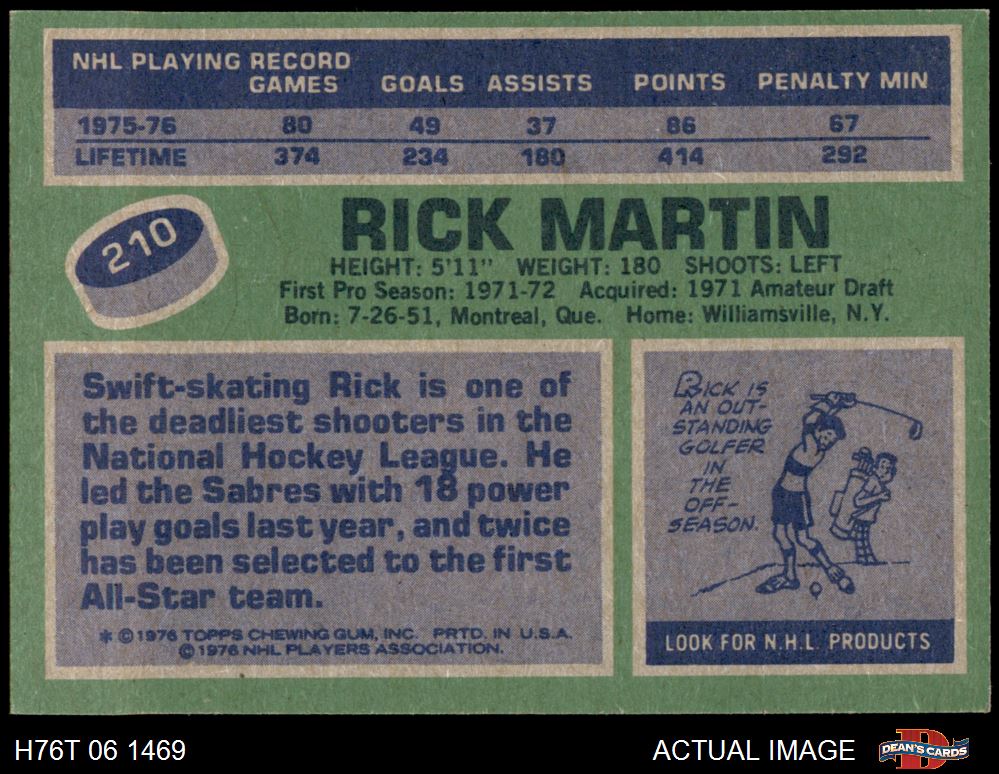 NHL PLAYING RECORD
GAMES GOALS ASSISTS POINTS PENALTY MIN
1975-76 80 49 37 86 67
LIFETIME 374 234 180 414 292
210
RICK MARTIN
HEIGHT: 5'11" WEIGHT: 180 SHOOTS: LEFT
First Pro Season: 1971-72 Acquired: 1971 Amateur Draft
Born: 7-26-51, Montreal, Que. Home: Williamsville, N.Y.
Swift-skating Rick is one of
the deadliest shooters in the
National Hockey League. He
led the Sabres with 18 power
play goals last year, and twice
has been selected to the first
All-Star team.
* © 1976 TOPPS CHEWING GUM, INC. PRTD. IN U.S.A.
© 1976 NHL PLAYERS ASSOCIATION.
RICK IS
AN OUT-
STANDING
GOLFER
IN
THE
OFF-
SEASON.
LOOK FOR N.H.L. PRODUCTS
H76T 06 1469
ACTUAL IMAGE
D
DEAN'S CARDS